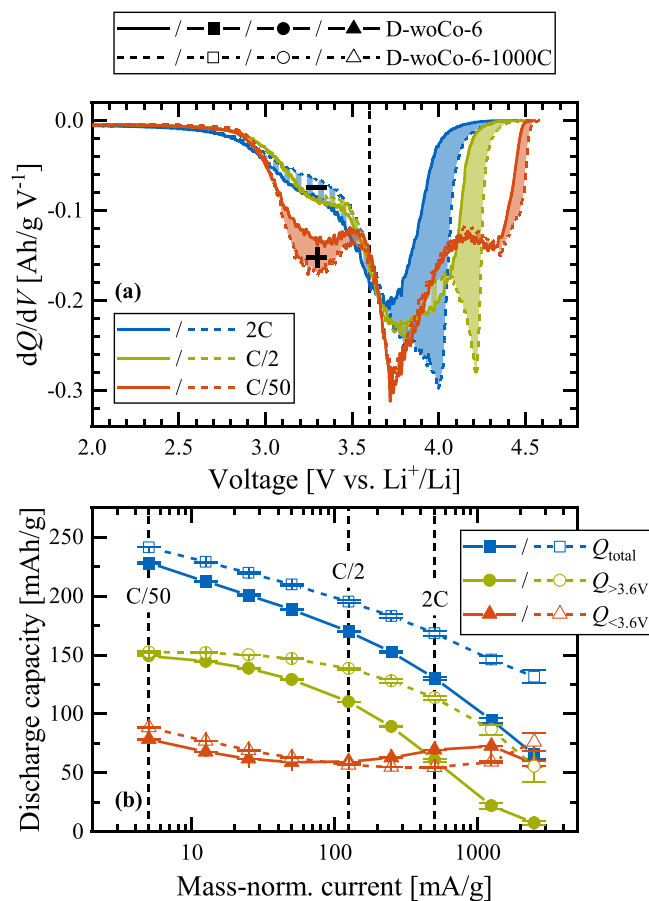 / / / D-woCo-6
/ / / D-woCo-6-1000C
0.0
-0.1
-0.2
-0.3
dQ/dV [Ah/g V⁻¹]
−
+
(a)
/ 2C
/ C/2
/ C/50
2.0 2.5 3.0 3.5 4.0 4.5
Voltage [V vs. Li⁺/Li]
250
200
150
100
50
0
Discharge capacity [mAh/g]
C/50
C/2
2C
/ Q_total
/ Q_>3.6V
/ Q_<3.6V
(b)
10 100 1000
Mass-norm. current [mA/g]